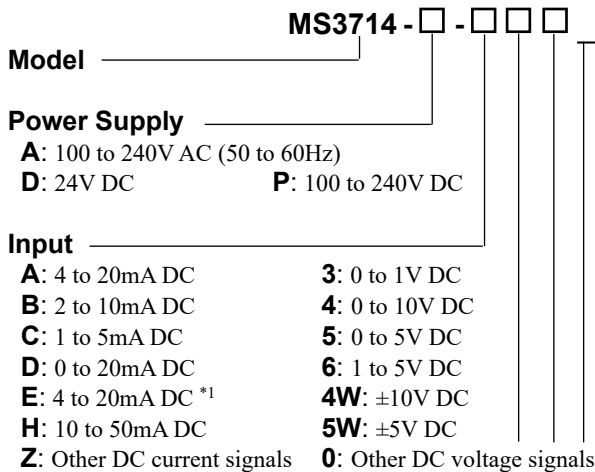 MS3714 - □ - □ □ □
Model
Power Supply
A: 100 to 240V AC (50 to 60Hz)
D: 24V DC P: 100 to 240V DC
Input
A: 4 to 20mA DC 3: 0 to 1V DC
B: 2 to 10mA DC 4: 0 to 10V DC
C: 1 to 5mA DC 5: 0 to 5V DC
D: 0 to 20mA DC 6: 1 to 5V DC
E: 4 to 20mA DC *1 4W: ±10V DC
H: 10 to 50mA DC 5W: ±5V DC
Z: Other DC current signals 0: Other DC voltage signals